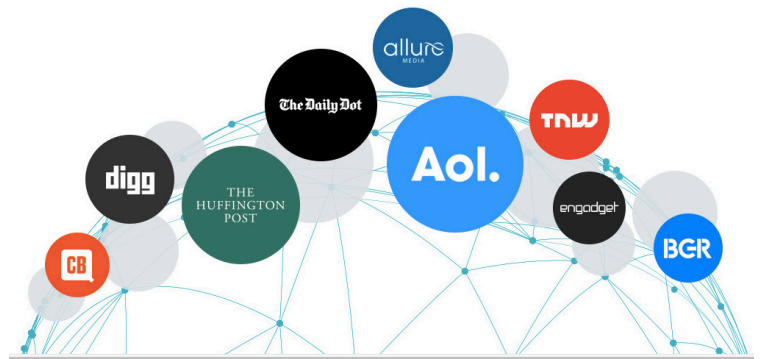 allure
MEDIA
The Daily Dot
Aol.
TNW
digg
THE
HUFFINGTON
POST
engadget
CB
BGR